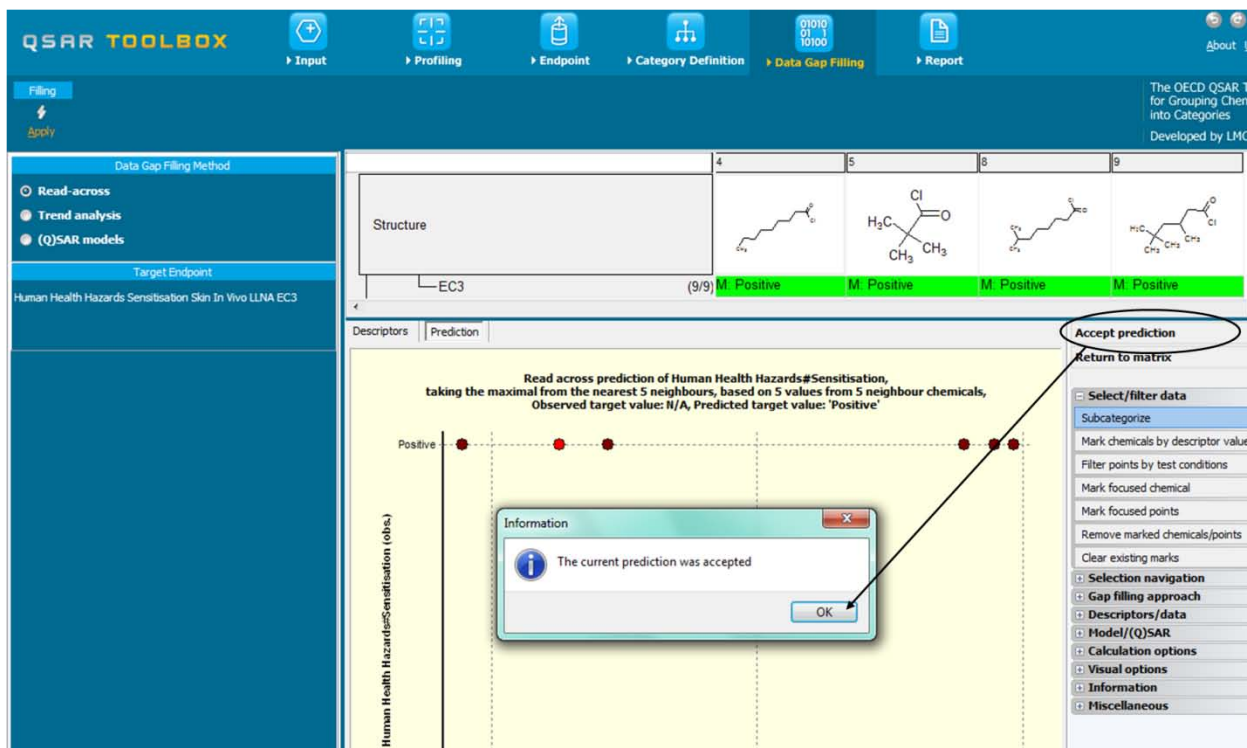 QSAR TOOLBOX
01010
01 1
10100
Input
Profiling
Endpoint
Category Definition
Data Gap Filling
Report
About
Filling
Apply
The OECD QSAR T
for Grouping Chem
into Categories
Developed by LMC
Data Gap Filling Method
Read-across
Trend analysis
(Q)SAR models
Target Endpoint
Human Health Hazards Sensitisation Skin In Vivo LLNA EC3
4
5
8
9
Structure
Cl
H₃C
O
CH₃
CH₃
EC3
(9/9)
M: Positive
M: Positive
M: Positive
M: Positive
Descriptors
Prediction
Read across prediction of Human Health Hazards#Sensitisation,
taking the maximal from the nearest 5 neighbours, based on 5 values from 5 neighbour chemicals,
Observed target value: N/A, Predicted target value: 'Positive'
Positive
Human Health Hazards#Sensitisation (obs.)
Information
The current prediction was accepted
OK
Accept prediction
Return to matrix
Select/filter data
Subcategorize
Mark chemicals by descriptor value
Filter points by test conditions
Mark focused chemical
Mark focused points
Remove marked chemicals/points
Clear existing marks
Selection navigation
Gap filling approach
Descriptors/data
Model/(Q)SAR
Calculation options
Visual options
Information
Miscellaneous